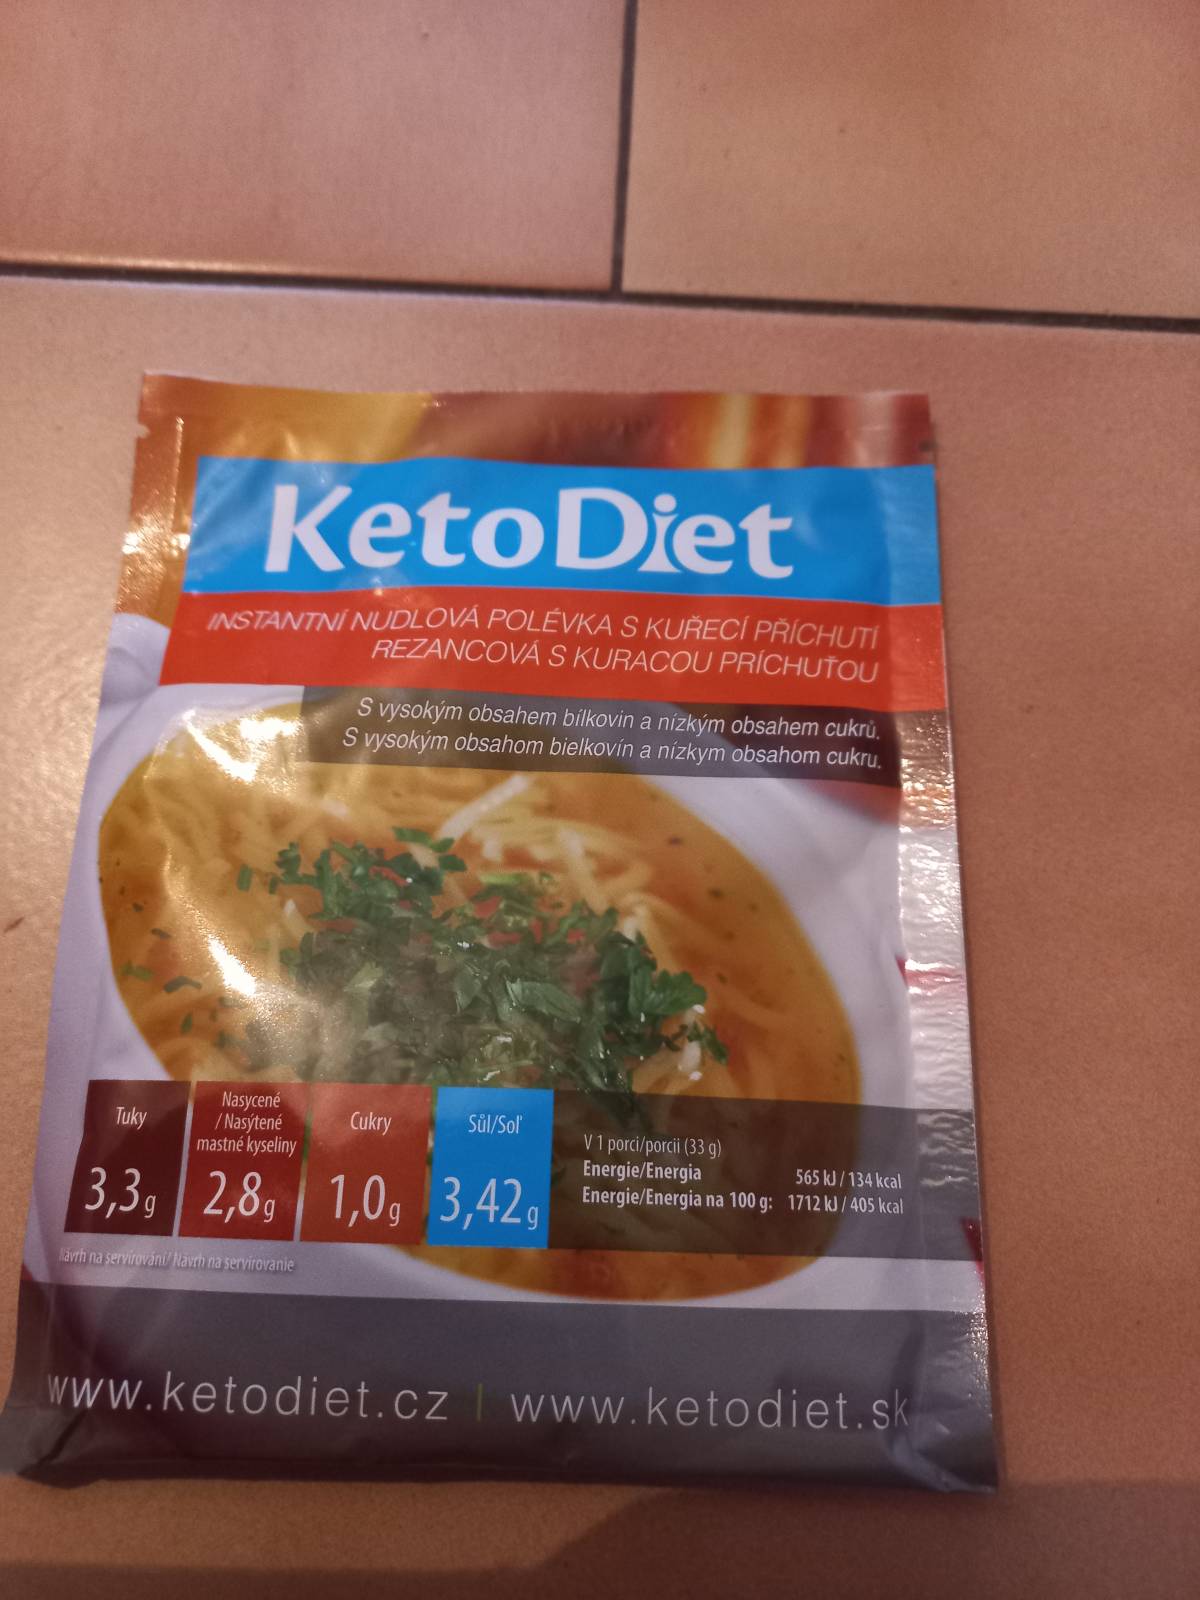 KetoDiet
INSTANTNÍ NUDLOVÁ POLÉVKA S KUŘECÍ PŘÍCHUTÍ
REZANCOVÁ S KURACOU PRÍCHUŤOU
S vysokým obsahem bílkovin a nízkým obsahem cukrů.
S vysokým obsahom bielkovín a nízkym obsahom cukru.
Tuky
3,3g
Nasycené
/ Nasýtené
mastné kyseliny
2,8g
Cukry
1,0g
Sůl/Soľ
3,42g
V 1 porci/porcii (33 g)
Energie/Energia 565 kJ / 134 kcal
Energie/Energia na 100 g: 1712 kJ / 405 kcal
Návrh na servírování/ Návrh na servírovanie
www.ketodiet.cz | www.ketodiet.sk